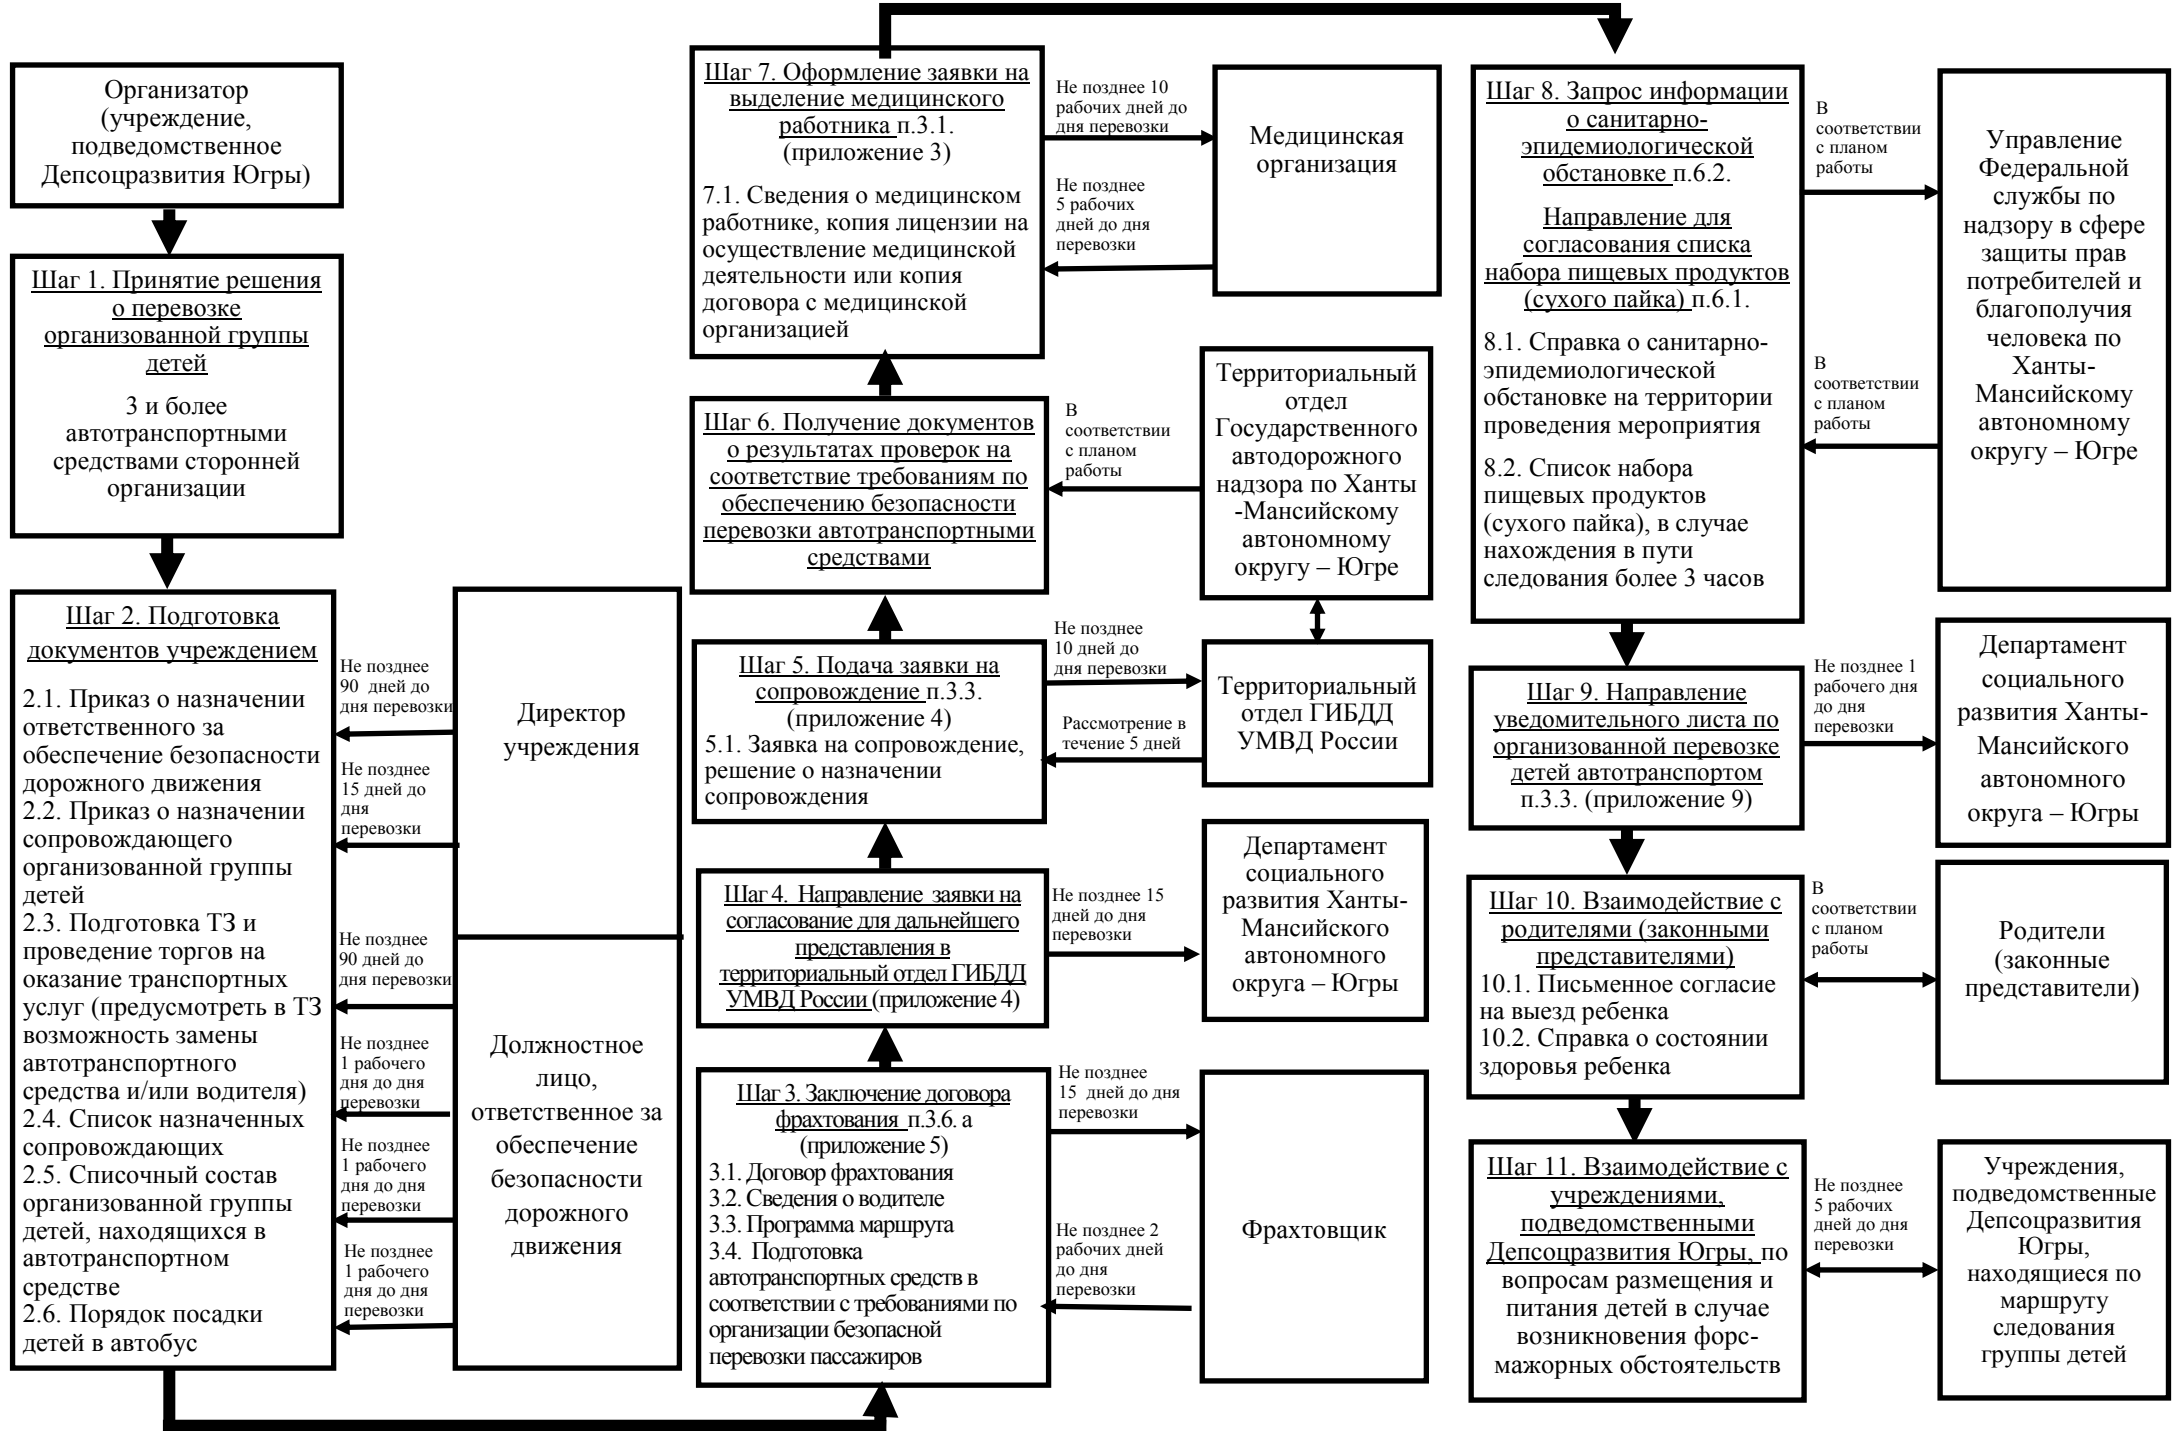 Организатор
(учреждение,
подведомственное
Депсоцразвития Югры)
Шаг 1. Принятие решения
о перевозке
организованной группы
детей
3 и более
автотранспортными
средствами сторонней
организации
Шаг 2. Подготовка
документов учреждением
2.1. Приказ о назначении
ответственного за
обеспечение безопасности
дорожного движения
2.2. Приказ о назначении
сопровождающего
организованной группы
детей
2.3. Подготовка ТЗ и
проведение торгов на
оказание транспортных
услуг (предусмотреть в ТЗ
возможность замены
автотранспортного
средства и/или водителя)
2.4. Список назначенных
сопровождающих
2.5. Списочный состав
организованной группы
детей, находящихся в
автотранспортном
средстве
2.6. Порядок посадки
детей в автобус
Не позднее
90 дней до
дня перевозки
Не позднее
15 дней до
дня
перевозки
Не позднее
90 дней до
дня перевозки
Не позднее
1 рабочего
дня до дня
перевозки
Не позднее
1 рабочего
дня до дня
перевозки
Не позднее
1 рабочего
дня до дня
перевозки
Директор
учреждения
Должностное
лицо,
ответственное за
обеспечение
безопасности
дорожного
движения
Шаг 3. Заключение договора
фрахтования п.3.6. а
(приложение 5)
3.1. Договор фрахтования
3.2. Сведения о водителе
3.3. Программа маршрута
3.4. Подготовка
автотранспортных средств в
соответствии с требованиями по
организации безопасной
перевозки пассажиров
Не позднее
15 дней до дня
перевозки
Не позднее 2
рабочих дней
до дня
перевозки
Фрахтовщик
Шаг 4. Направление заявки на
согласование для дальнейшего
представления в
территориальный отдел ГИБДД
УМВД России (приложение 4)
Не позднее 15
дней до дня
перевозки
Департамент
социального
развития Ханты-
Мансийского
автономного
округа – Югры
Шаг 5. Подача заявки на
сопровождение п.3.3.
(приложение 4)
5.1. Заявка на сопровождение,
решение о назначении
сопровождения
Не позднее
10 дней до
дня перевозки
Рассмотрение в
течение 5 дней
Территориальный
отдел ГИБДД
УМВД России
Шаг 6. Получение документов
о результатах проверок на
соответствие требованиям по
обеспечению безопасности
перевозки автотранспортными
средствами
В
соответствии
с планом
работы
Территориальный
отдел
Государственного
автодорожного
надзора по Ханты
-Мансийскому
автономному
округу – Югре
Шаг 7. Оформление заявки на
выделение медицинского
работника п.3.1.
(приложение 3)
7.1. Сведения о медицинском
работнике, копия лицензии на
осуществление медицинской
деятельности или копия
договора с медицинской
организацией
Не позднее 10
рабочих дней до
дня перевозки
Не позднее
5 рабочих
дней до дня
перевозки
Медицинская
организация
Шаг 8. Запрос информации
о санитарно-
эпидемиологической
обстановке п.6.2.
Направление для
согласования списка
набора пищевых продуктов
(сухого пайка) п.6.1.
8.1. Справка о санитарно-
эпидемиологической
обстановке на территории
проведения мероприятия
8.2. Список набора
пищевых продуктов
(сухого пайка), в случае
нахождения в пути
следования более 3 часов
В
соответствии
с планом
работы
В
соответствии
с планом
работы
Управление
Федеральной
службы по
надзору в сфере
защиты прав
потребителей и
благополучия
человека по
Ханты-
Мансийскому
автономному
округу – Югре
Шаг 9. Направление
уведомительного листа по
организованной перевозке
детей автотранспортом
п.3.3. (приложение 9)
Не позднее 1
рабочего дня
до дня
перевозки
Департамент
социального
развития Ханты-
Мансийского
автономного
округа – Югры
Шаг 10. Взаимодействие с
родителями (законными
представителями)
10.1. Письменное согласие
на выезд ребенка
10.2. Справка о состоянии
здоровья ребенка
В
соответствии
с планом
работы
Родители
(законные
представители)
Шаг 11. Взаимодействие с
учреждениями,
подведомственными
Депсоцразвития Югры, по
вопросам размещения и
питания детей в случае
возникновения форс-
мажорных обстоятельств
Не позднее
5 рабочих
дней до дня
перевозки
Учреждения,
подведомственные
Депсоцразвития
Югры,
находящиеся по
маршруту
следования
группы детей